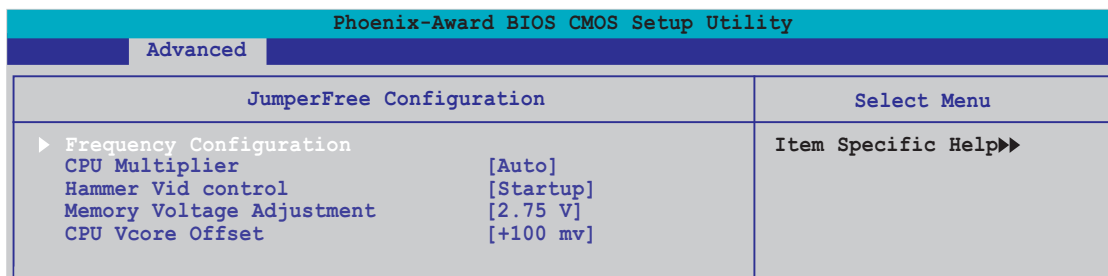 Phoenix-Award BIOS CMOS Setup Utility
Advanced
JumperFree Configuration
Select Menu
Frequency Configuration
Item Specific Help
CPU Multiplier [Auto]
Hammer Vid control [Startup]
Memory Voltage Adjustment [2.75 V]
CPU Vcore Offset [+100 mv]